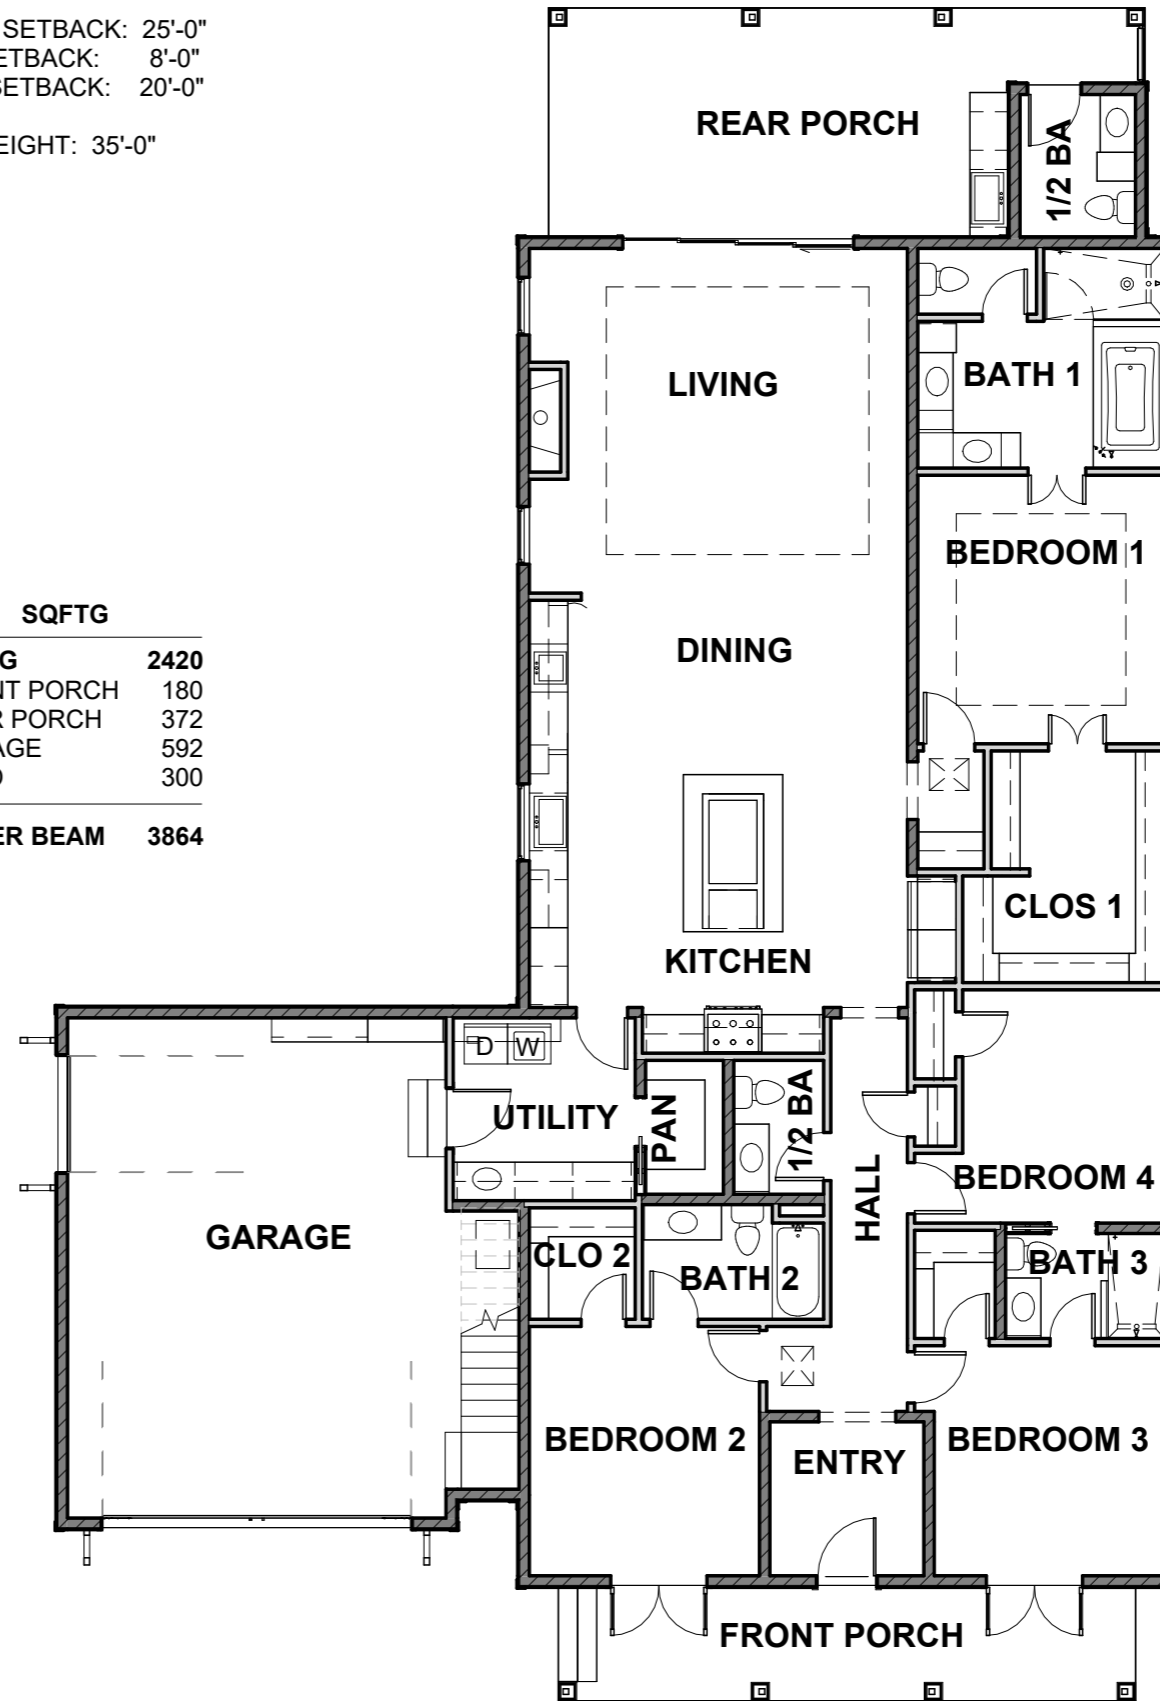 SETBACK: 25'-0"
ETBACK: 8'-0"
SETBACK: 20'-0"
EIGHT: 35'-0"
REAR PORCH
1/2 BA
LIVING
BATH 1
BEDROOM 1
SQFTG
G 2420
NT PORCH 180
R PORCH 372
AGE 592
300
ER BEAM 3864
DINING
CLOS 1
KITCHEN
D W
UTILITY
PAN
1/2 BA
HALL
BEDROOM 4
GARAGE
CLO 2
BATH 2
BATH 3
BEDROOM 2
ENTRY
BEDROOM 3
FRONT PORCH